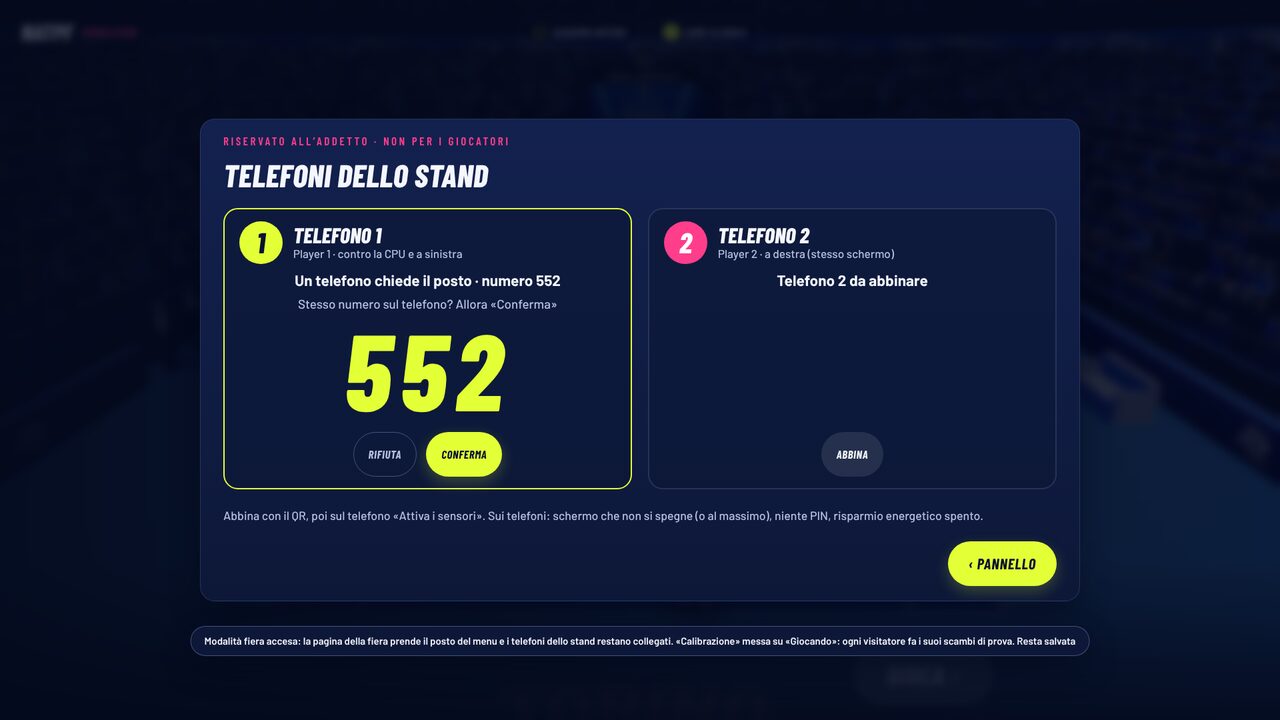 RISERVATO ALL'ADDETTO · NON PER I GIOCATORI
TELEFONI DELLO STAND
1
TELEFONO 1
Player 1 · contro la CPU e a sinistra
Un telefono chiede il posto · numero 552
Stesso numero sul telefono? Allora «Conferma»
552
RIFIUTA
CONFERMA
2
TELEFONO 2
Player 2 · a destra (stesso schermo)
Telefono 2 da abbinare
ABBINA
Abbina con il QR, poi sul telefono «Attiva i sensori». Sui telefoni: schermo che non si spegne (o al massimo), niente PIN, risparmio energetico spento.
‹ PANNELLO
Modalità fiera accesa: la pagina della fiera prende il posto del menu e i telefoni dello stand restano collegati. «Calibrazione» messa su «Giocando»: ogni visitatore fa i suoi scambi di prova. Resta salvata